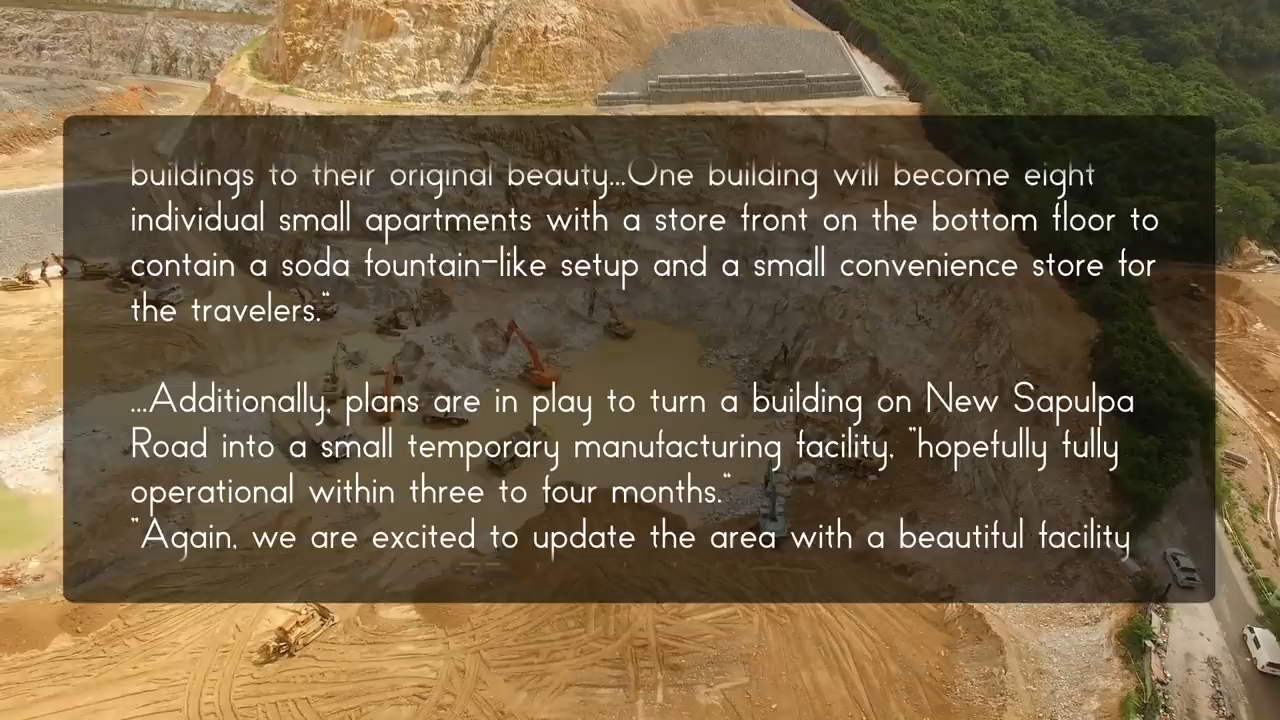 buildings to their original beauty...One building will become eight
individual small apartments with a store front on the bottom floor to
contain a soda fountain-like setup and a small convenience store for
the travelers."
...Additionally, plans are in play to turn a building on New Sapulpa
Road into a small temporary manufacturing facility, "hopefully fully
operational within three to four months."
"Again, we are excited to update the area with a beautiful facility